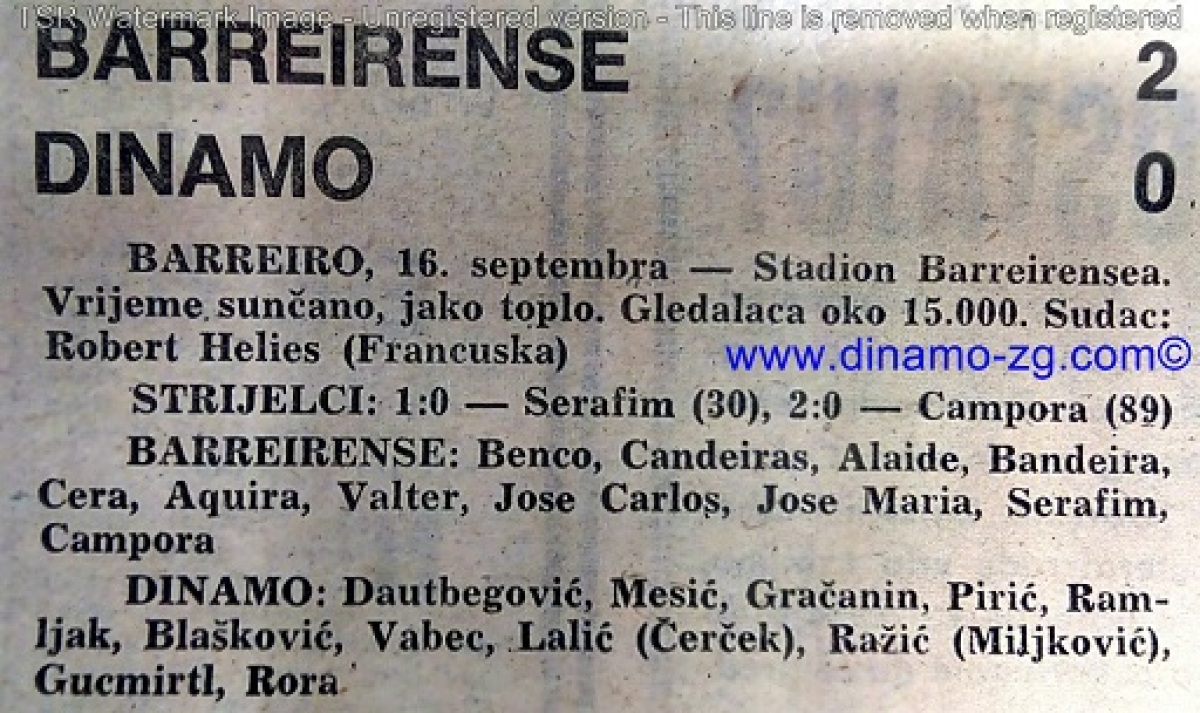 TSR Watermark Image - Unregistered version - This line is removed when registered
BARREIRENSE 2
DINAMO 0
BARREIRO, 16. septembra — Stadion Barreirensea.
Vrijeme sunčano, jako toplo. Gledalaca oko 15.000. Sudac:
Robert Helies (Francuska)
www.dinamo-zg.com©
STRIJELCI: 1:0 — Serafim (30), 2:0 — Campora (89)
BARREIRENSE: Benco, Candeiras, Alaide, Bandeira,
Cera, Aquira, Valter, Jose Carlos, Jose Maria, Serafim,
Campora
DINAMO: Dautbegović, Mesić, Gračanin, Pirić, Ram-
ljak, Blašković, Vabec, Lalić (Čerček), Ražić (Miljković),
Gucmirtl, Rora